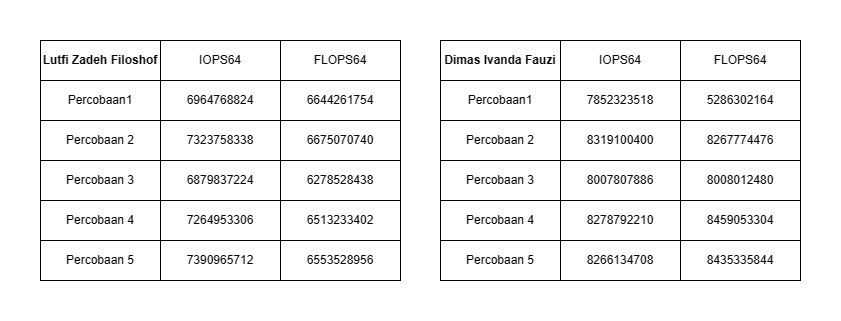 Lutfi Zadeh Filoshof IOPS64 FLOPS64
Percobaan1 6964768824 6644261754
Percobaan 2 7323758338 6675070740
Percobaan 3 6879837224 6278528438
Percobaan 4 7264953306 6513233402
Percobaan 5 7390965712 6553528956
Dimas Ivanda Fauzi IOPS64 FLOPS64
Percobaan1 7852323518 5286302164
Percobaan 2 8319100400 8267774476
Percobaan 3 8007807886 8008012480
Percobaan 4 8278792210 8459053304
Percobaan 5 8266134708 8435335844